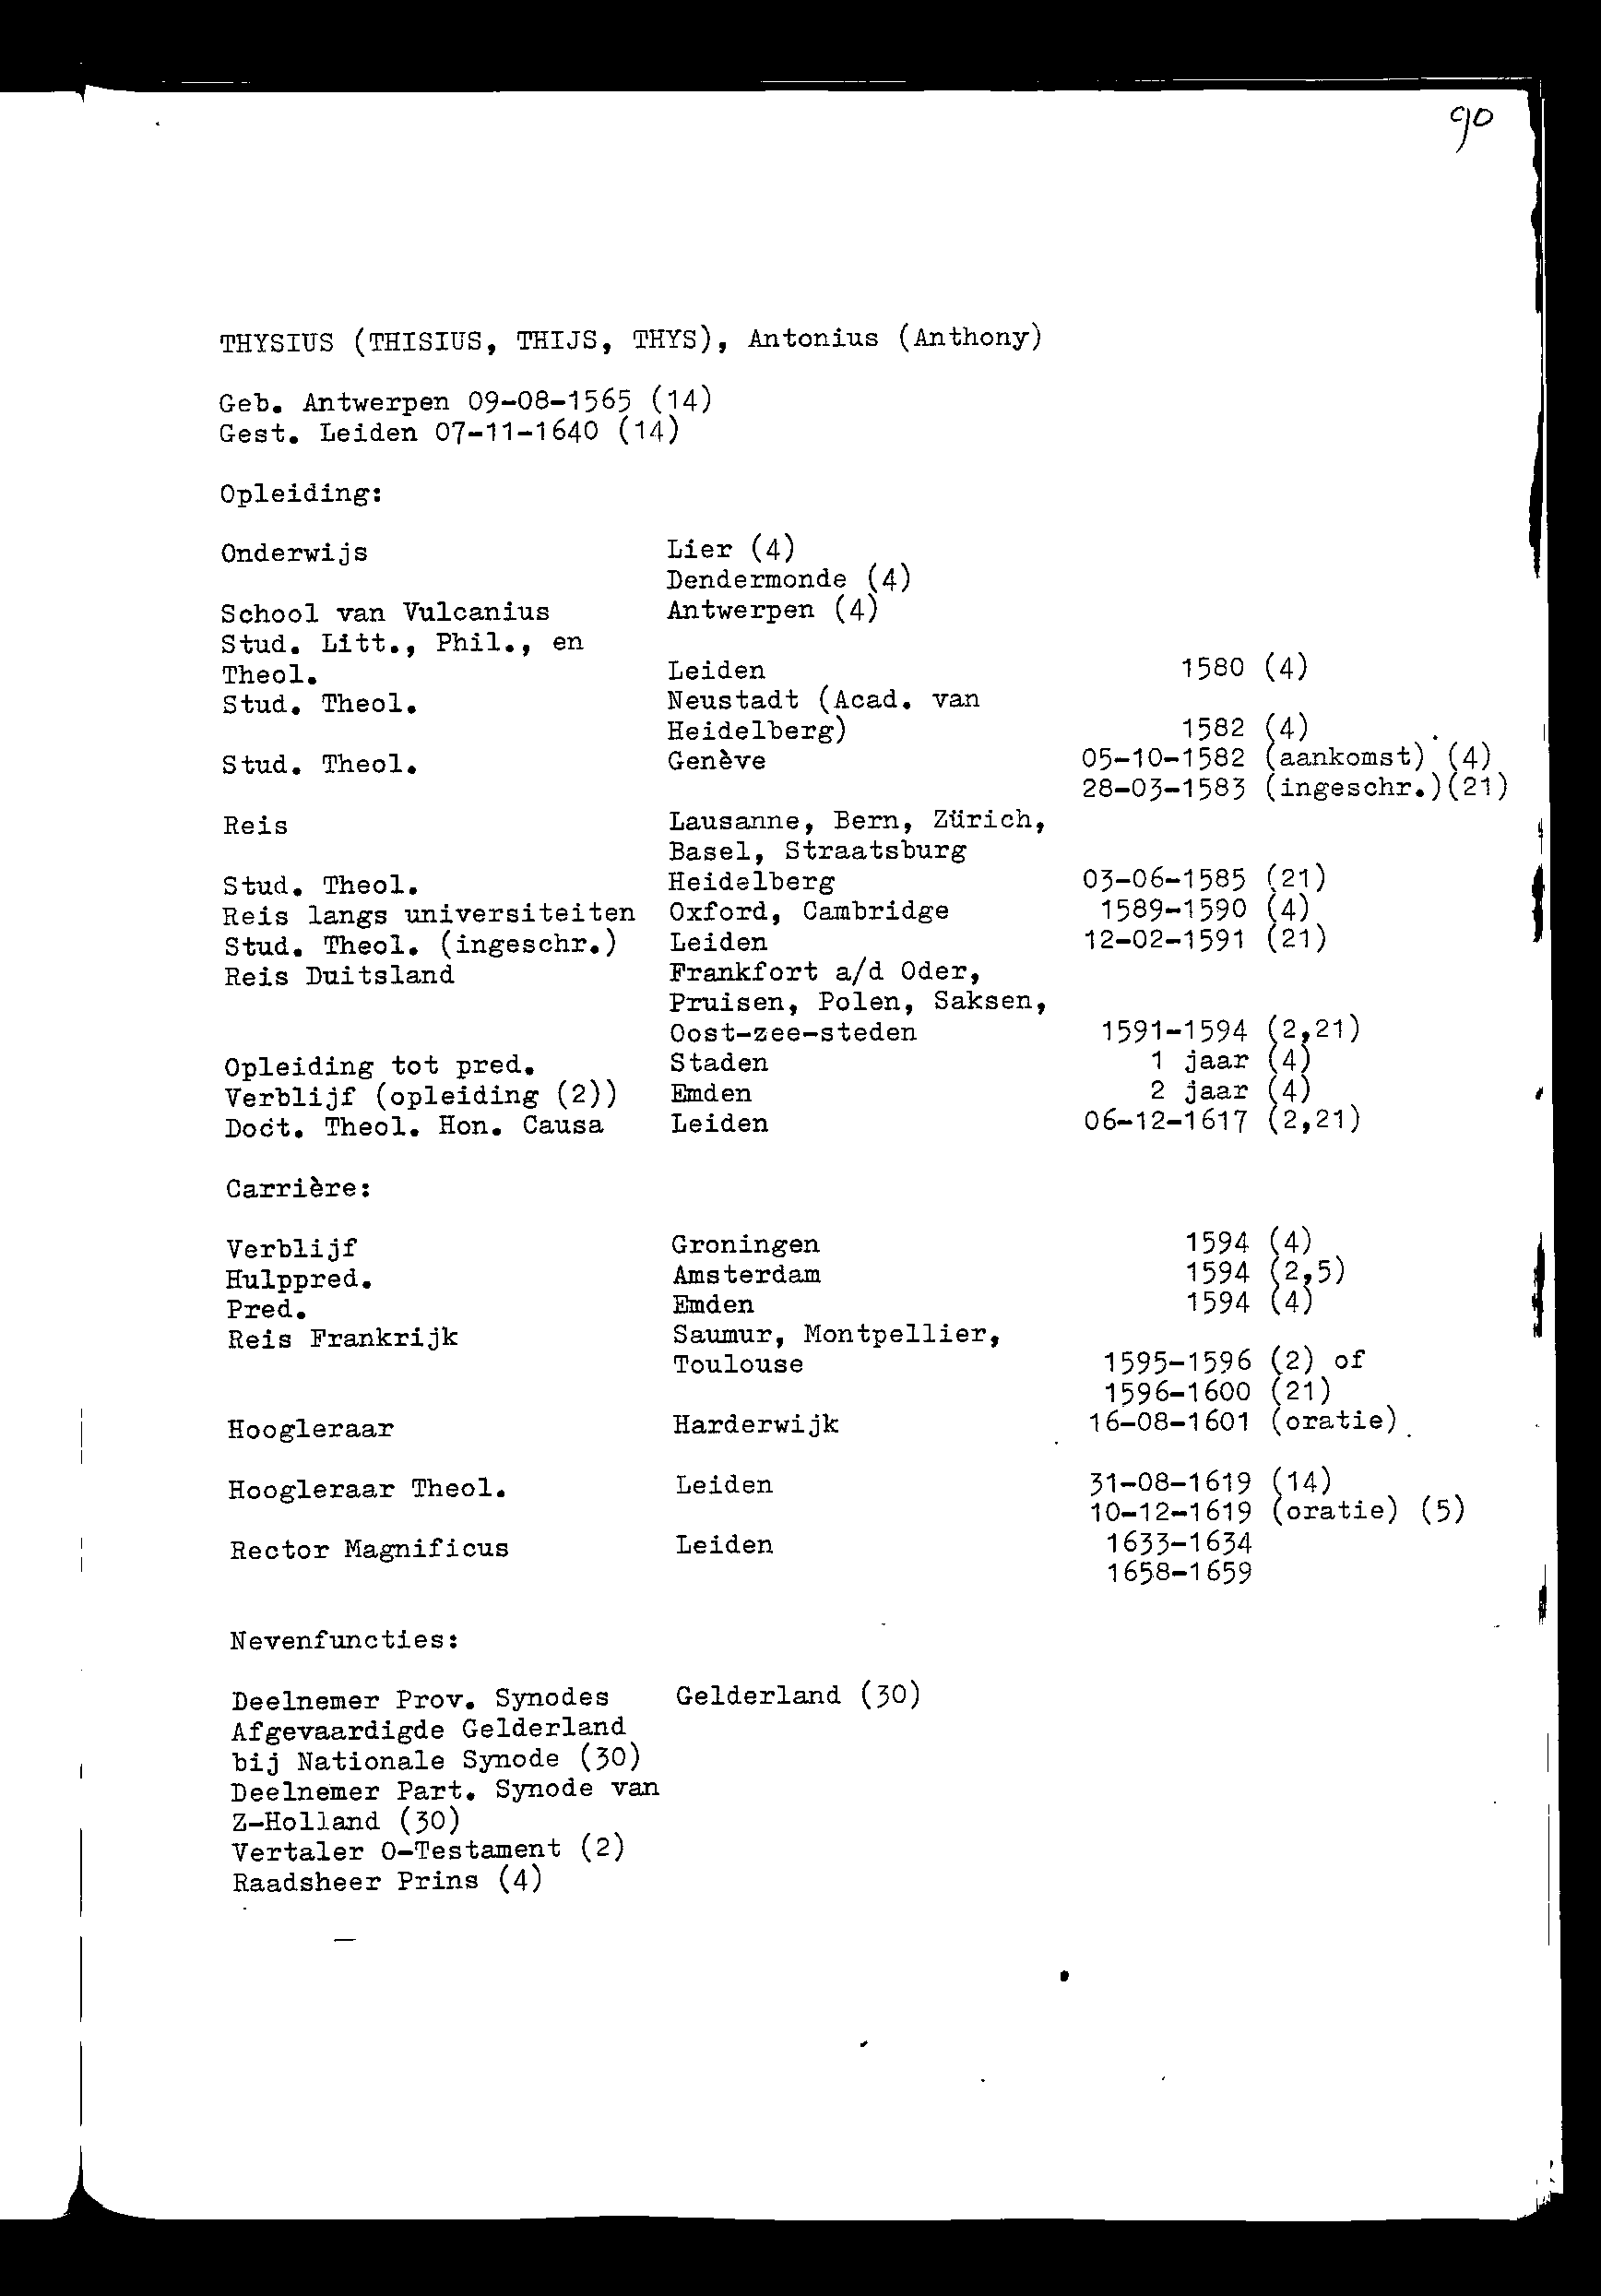 90
THYSIUS (THISIUS, THIJS, THYS), Antonius (Anthony)
Geb. Antwerpen 09-08-1565 (14)
Gest. Leiden 07-11-1640 (14)
Opleiding:
Onderwijs Lier (4)
Dendermonde (4)
School van Vulcanius Antwerpen (4)
Stud. Litt., Phil., en
Theol. Leiden 1580 (4)
Stud. Theol. Neustadt (Acad. van
Heidelberg) 1582 (4)
Stud. Theol. Genève 05-10-1582 (aankomst) (4)
28-03-1583 (ingeschr.)(21)
Reis Lausanne, Bern, Zürich,
Basel, Straatsburg
Stud. Theol. Heidelberg 03-06-1585 (21)
Reis langs universiteiten Oxford, Cambridge 1589-1590 (4)
Stud. Theol. (ingeschr.) Leiden 12-02-1591 (21)
Reis Duitsland Frankfort a/d Oder,
Pruisen, Polen, Saksen,
Oost-zee-steden 1591-1594 (2,21)
Opleiding tot pred. Staden 1 jaar (4)
Verblijf (opleiding (2)) Emden 2 jaar (4)
Doct. Theol. Hon. Causa Leiden 06-12-1617 (2,21)
Carrière:
Verblijf Groningen 1594 (4)
Hulppred. Amsterdam 1594 (2,5)
Pred. Emden 1594 (4)
Reis Frankrijk Saumur, Montpellier,
Toulouse 1595-1596 (2) of
1596-1600 (21)
Hoogleraar Harderwijk 16-08-1601 (oratie)
Hoogleraar Theol. Leiden 31-08-1619 (14)
10-12-1619 (oratie) (5)
Rector Magnificus Leiden 1633-1634
1658-1659
Nevenfuncties:
Deelnemer Prov. Synodes Gelderland (30)
Afgevaardigde Gelderland
bij Nationale Synode (30)
Deelnemer Part. Synode van
Z-Holland (30)
Vertaler O-Testament (2)
Raadsheer Prins (4)